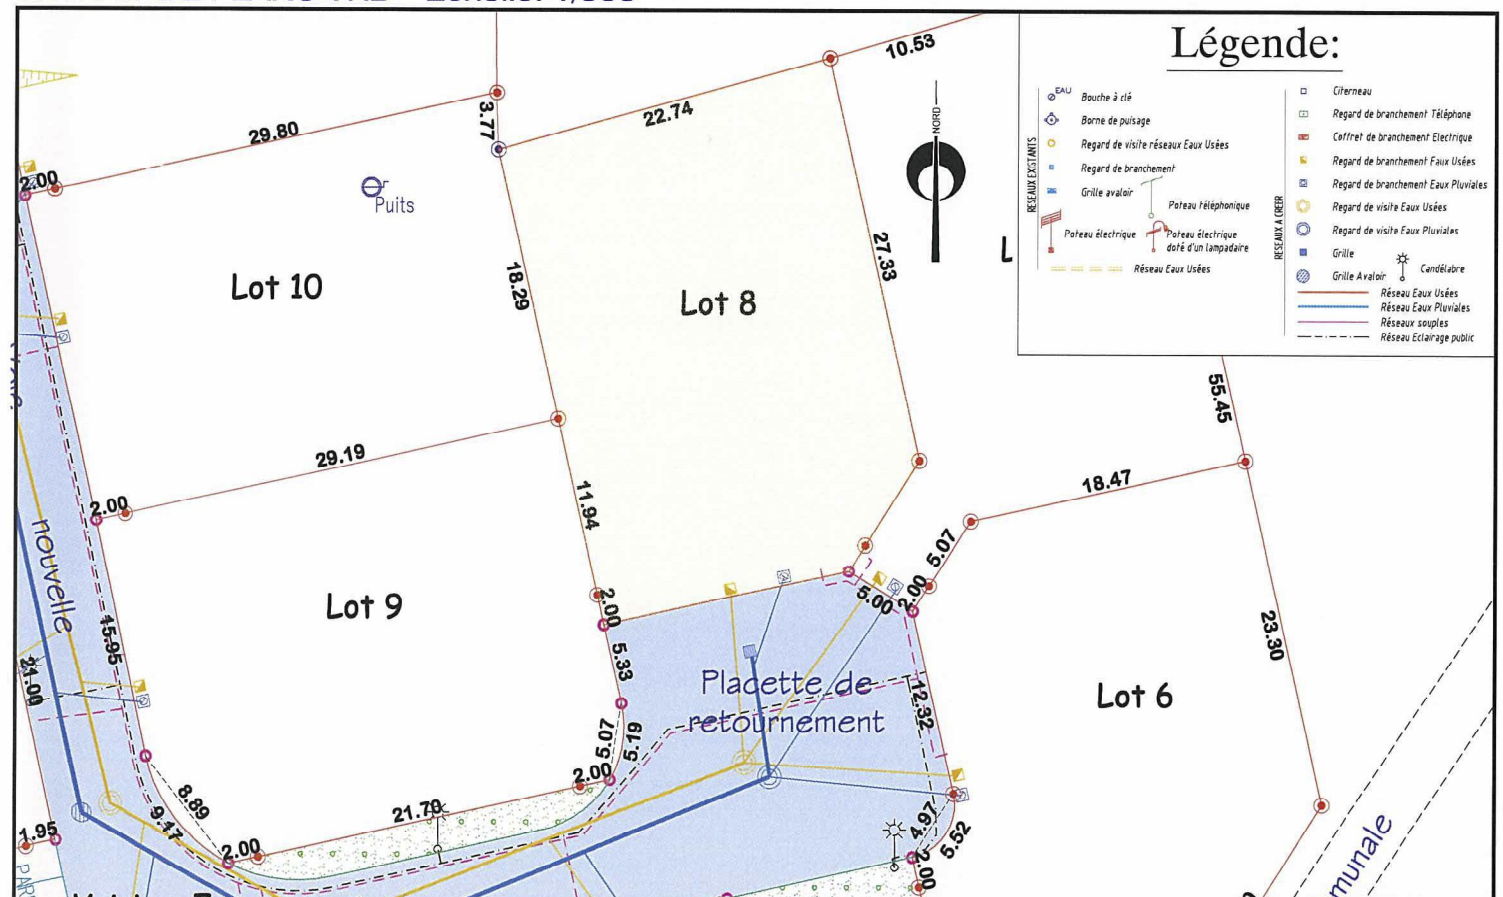 10.53
Légende:
22.74
3.77
29.80
2.00
Puits
NORD
RESEAUX EXISTANTS
EAU
Bouche à clé
Borne de puisage
Regard de visite réseaux Eaux Usées
Regard de branchement
Grille avaloir
Poteau téléphonique
Poteau électrique
Poteau électrique
doté d'un lampadaire
Réseau Eaux Usées
RESEAUX A CREER
Citerneau
Regard de branchement Téléphone
Coffret de branchement Electrique
Regard de branchement Eaux Usées
Regard de branchement Eaux Pluviales
Regard de visite Eaux Usées
Regard de visite Eaux Pluviales
Grille
Grille Avaloir
Candélabre
Réseau Eaux Usées
Réseau Eaux Pluviales
Réseaux souples
Réseau Eclairage public
27.33
L
18.29
Lot 10
Lot 8
55.45
29.19
18.47
11.94
2.00
nouvelle
5.07
2.00
5.00
Lot 9
2.00
15.95
5.33
23.30
21.00
Placette de
retournement
12.32
Lot 6
5.07
5.19
2.00
8.89
9.17
21.70
4.97
5.52
1.95
2.00
2.00
munale